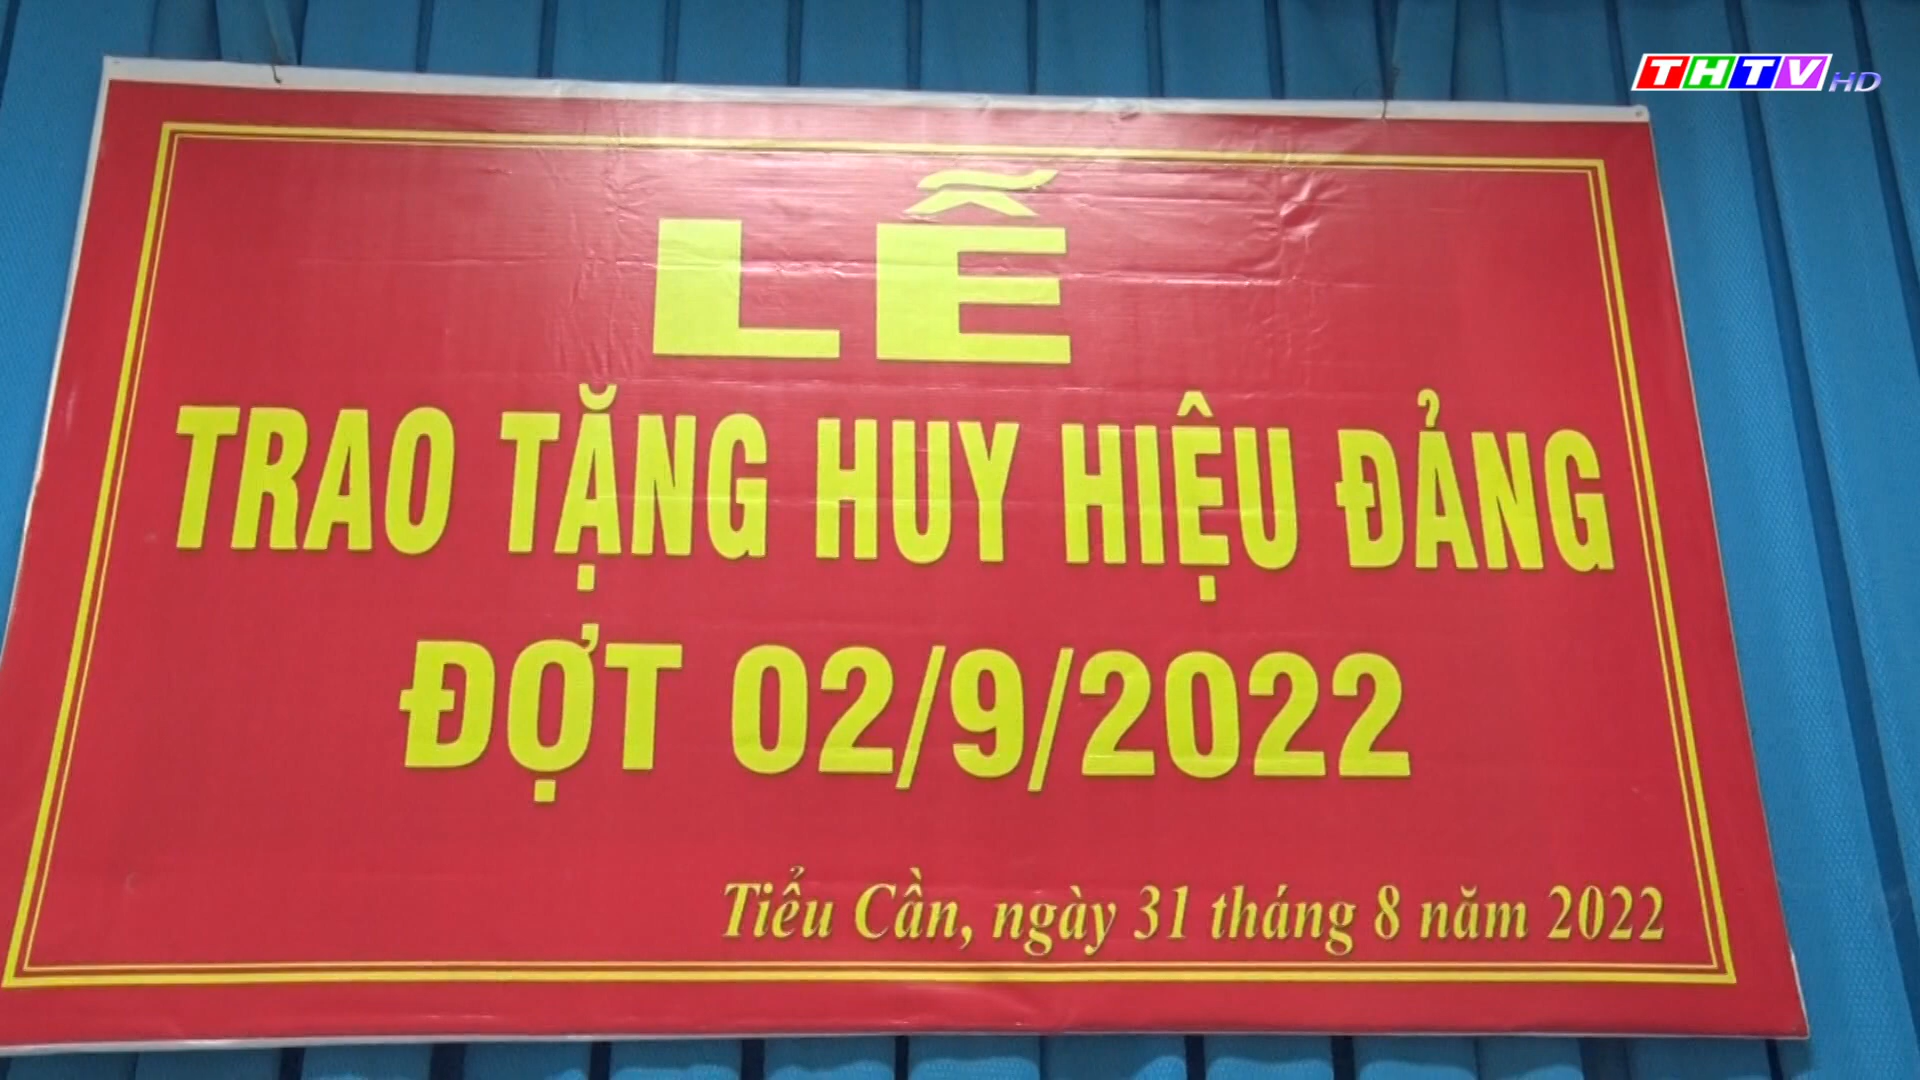 THTV HD
LỄ
TRAO TẶNG HUY HIỆU ĐẢNG
ĐỢT 02/9/2022
Tiểu Cần, ngày 31 tháng 8 năm 2022